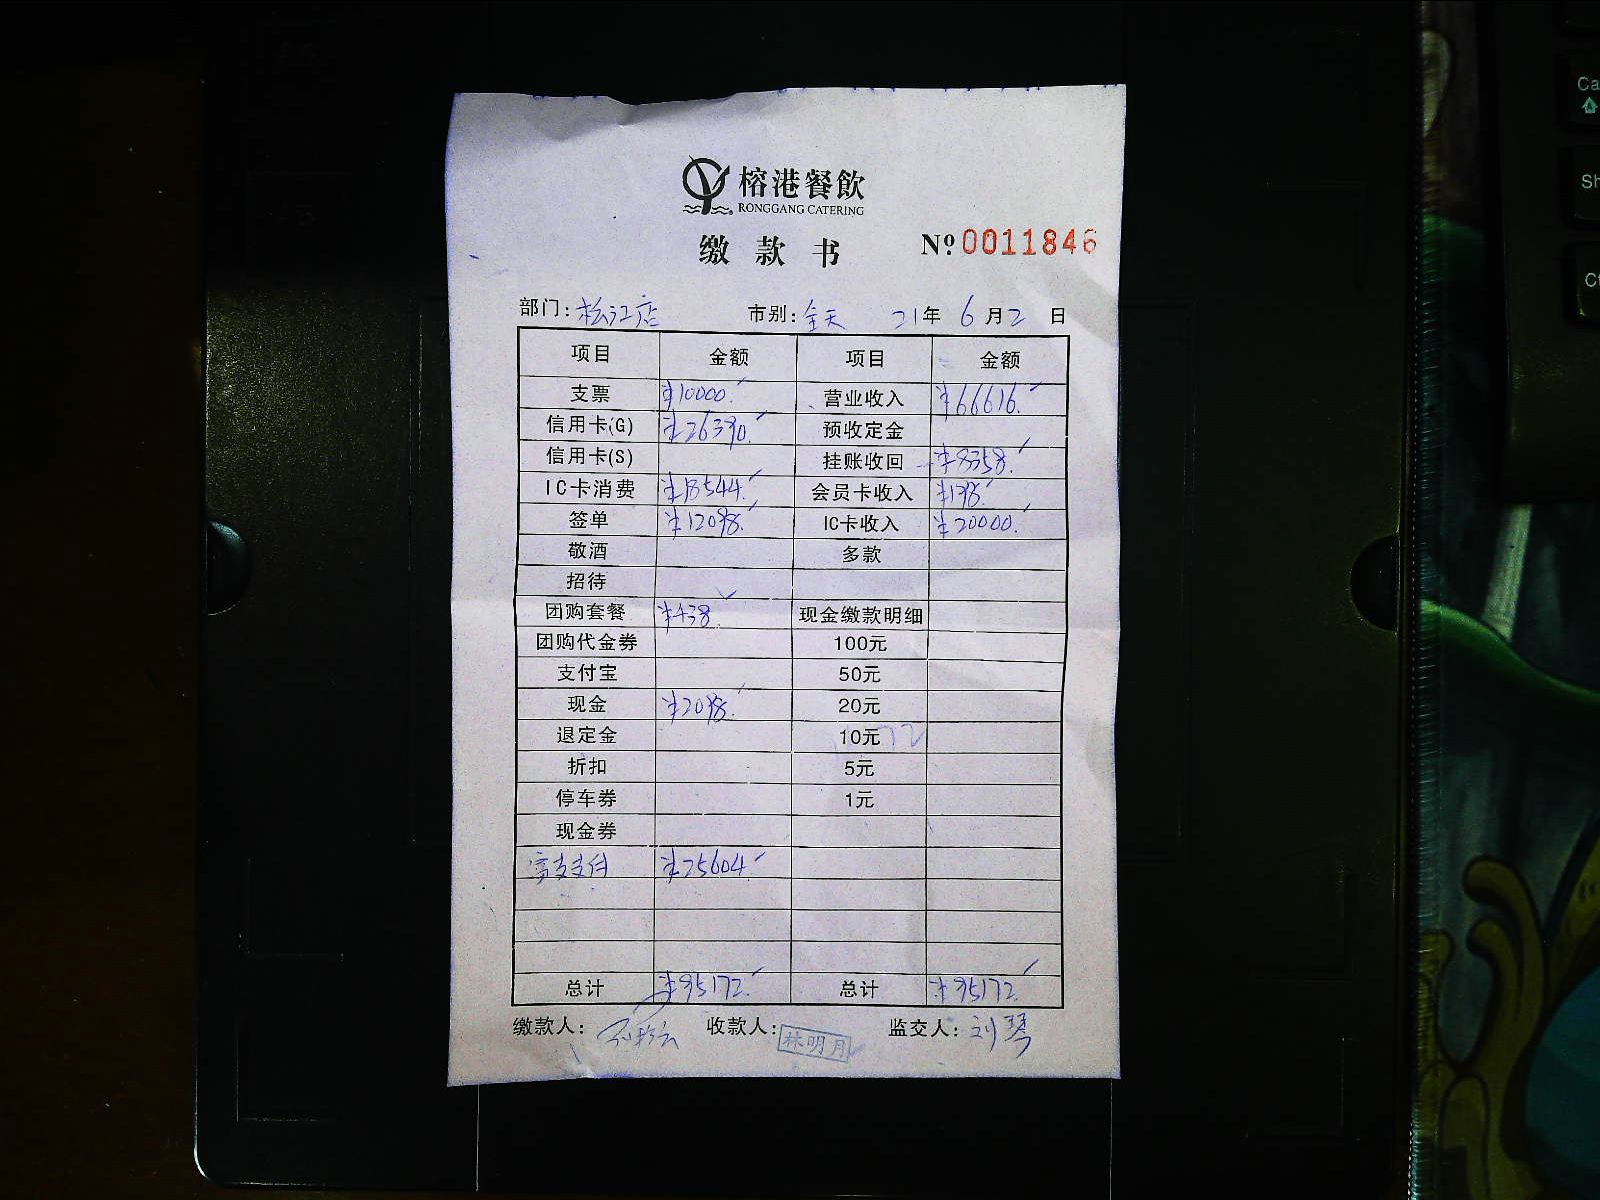 榕港餐飲
RONGGANG CATERING
缴款书 Nº 0011846
部门: 松江店 市别: 全天 21年 6月2日
项目 金额 项目 金额
支票 ¥10000. 营业收入 ¥66616.
信用卡(G) ¥26390. 预收定金
信用卡(S) 挂账收回 ¥8358.
IC卡消费 ¥18544. 会员卡收入 ¥198.
签单 ¥12098. IC卡收入 ¥20000.
敬酒 多款
招待
团购套餐 ¥438. 现金缴款明细
团购代金券 100元
支付宝 50元
现金 ¥2098. 20元
退定金 10元
折扣 5元
停车券 1元
现金券
富友支付 ¥25604.
总计 ¥95172. 总计 ¥95172.
缴款人: 收款人: 林明月 监交人: 刘琴